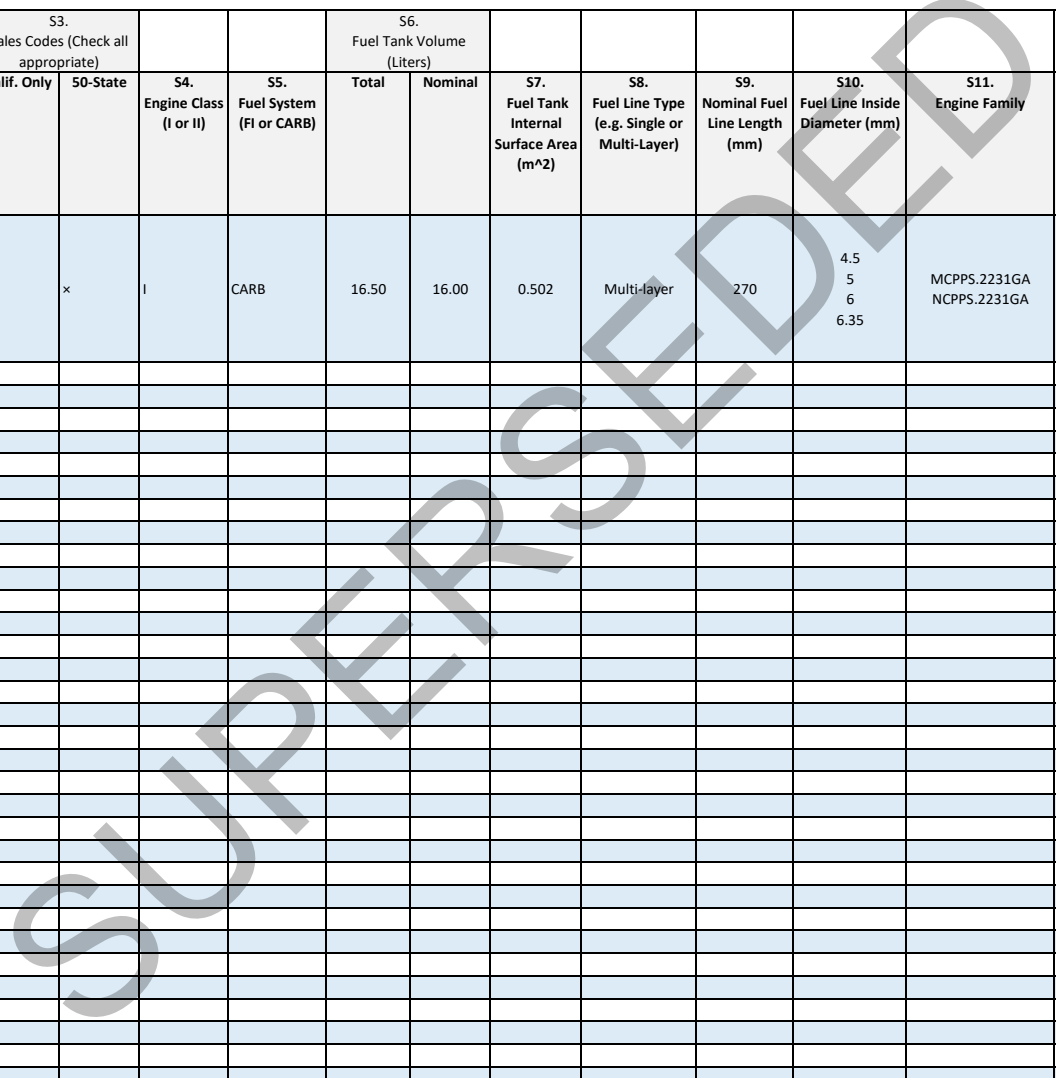 S3.
Codes (Check all
appropriate)
S6.
Fuel Tank Volume
(Liters)
Only 50-State
S4.
Engine Class
(I or II)
S5.
Fuel System
(FI or CARB)
Total Nominal
S7.
Fuel Tank
Internal
Surface Area
(m^2)
S8.
Fuel Line Type
(e.g. Single or
Multi-Layer)
S9.
Nominal Fuel
Line Length
(mm)
S10.
Fuel Line Inside
Diameter (mm)
S11.
Engine Family
× I CARB 16.50 16.00 0.502 Multi-layer 270
4.5
5
6
6.35
MCPPS.2231GA
NCPPS.2231GA
SUPERSEDED